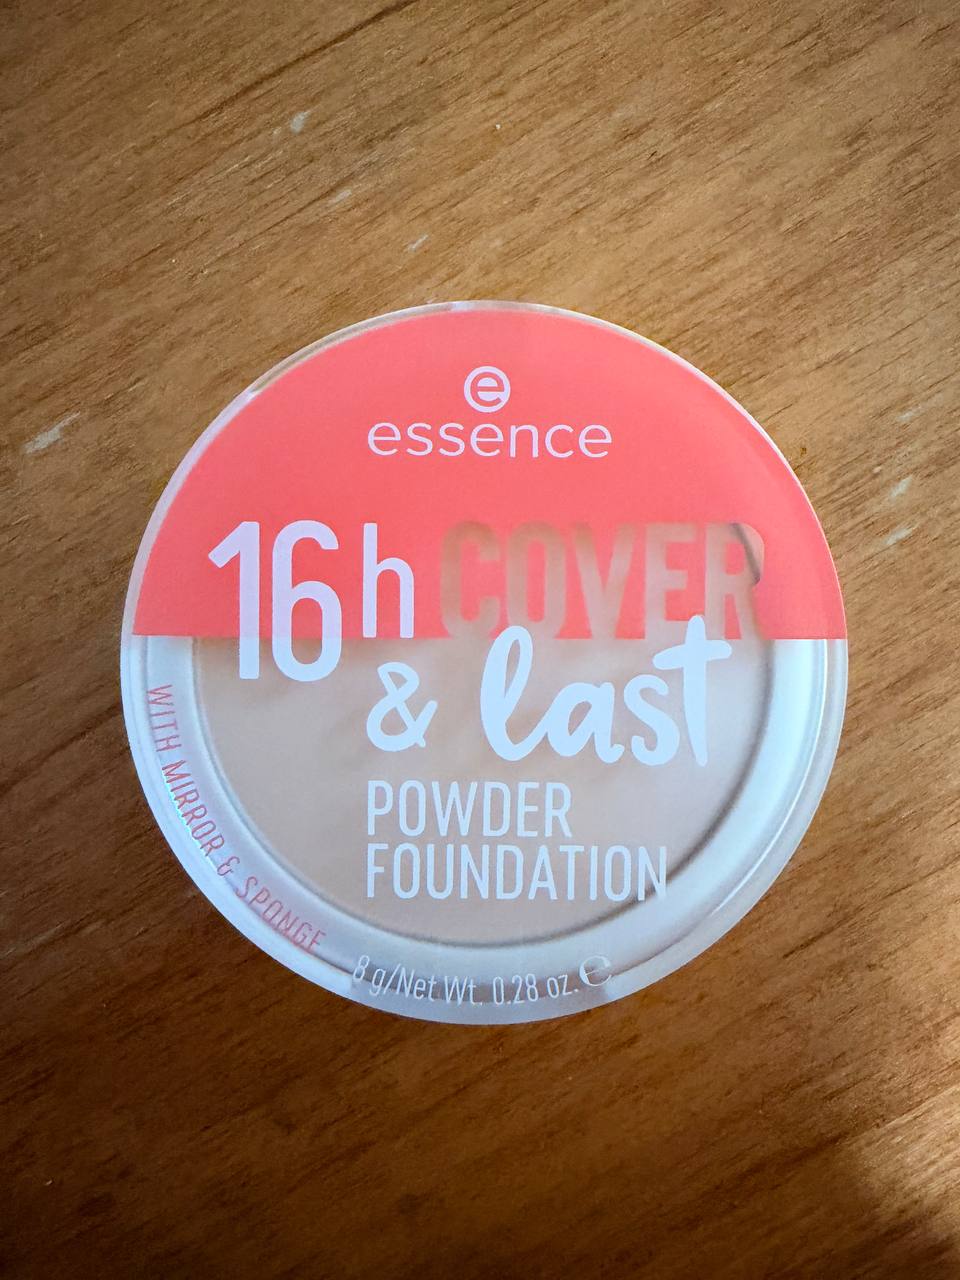 e
essence
16h COVER
& last
POWDER
FOUNDATION
WITH MIRROR & SPONGE
8 g/Net Wt. 0.28 oz. ℮